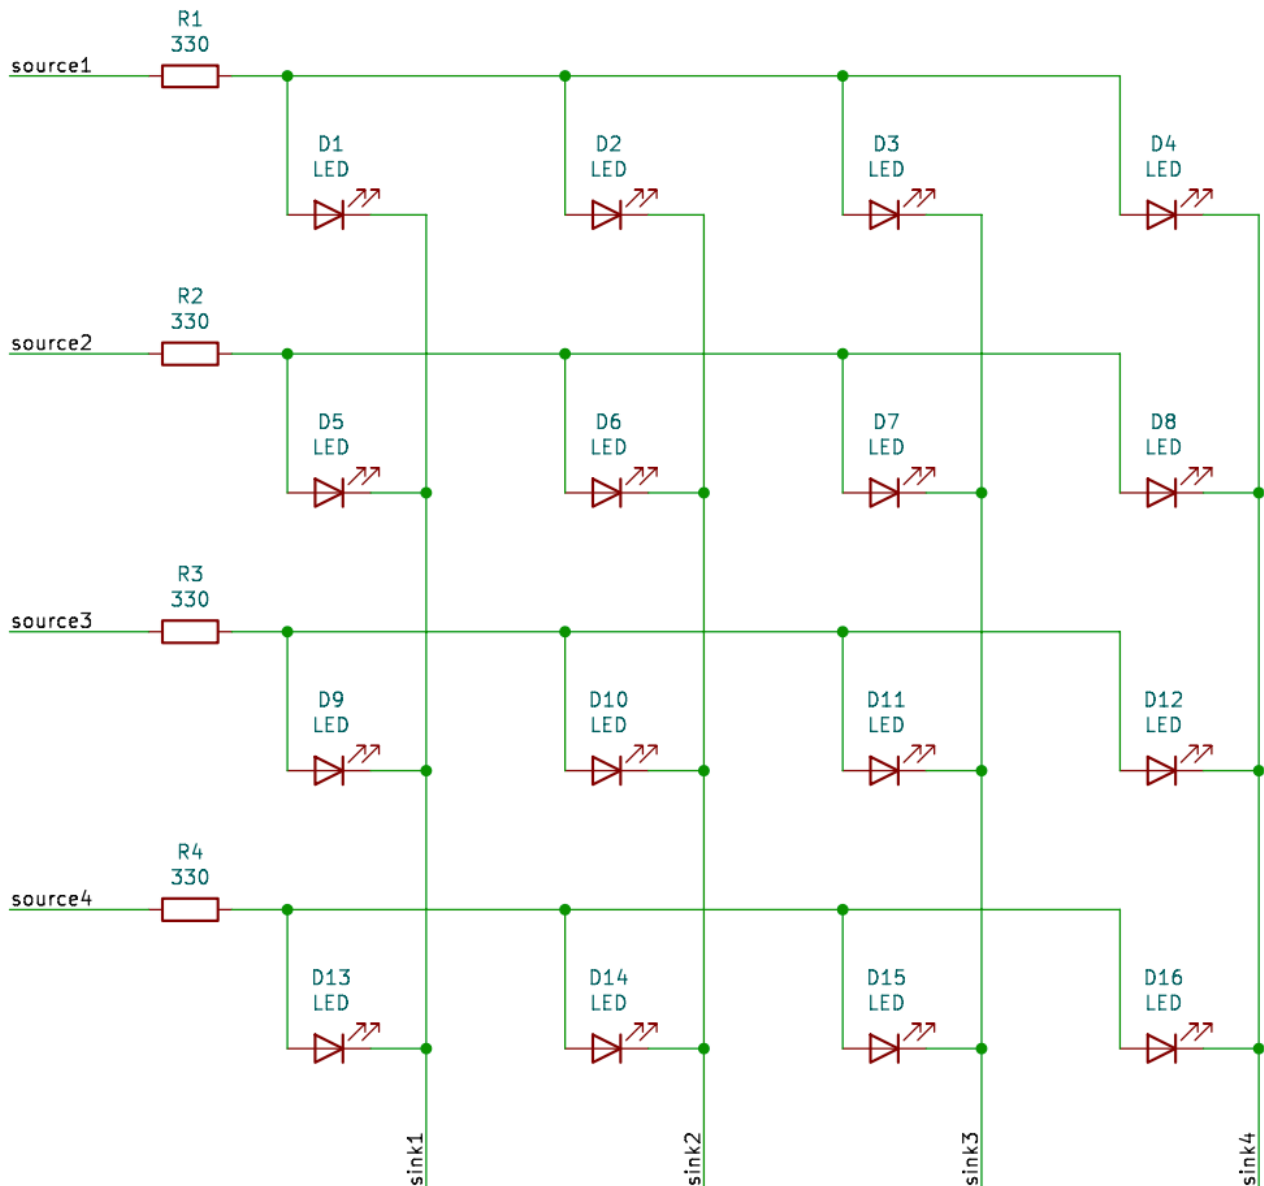 R1
330
source1
D1
LED
D2
LED
D3
LED
D4
LED
R2
330
source2
D5
LED
D6
LED
D7
LED
D8
LED
R3
330
source3
D9
LED
D10
LED
D11
LED
D12
LED
R4
330
source4
D13
LED
D14
LED
D15
LED
D16
LED
sink1
sink2
sink3
sink4